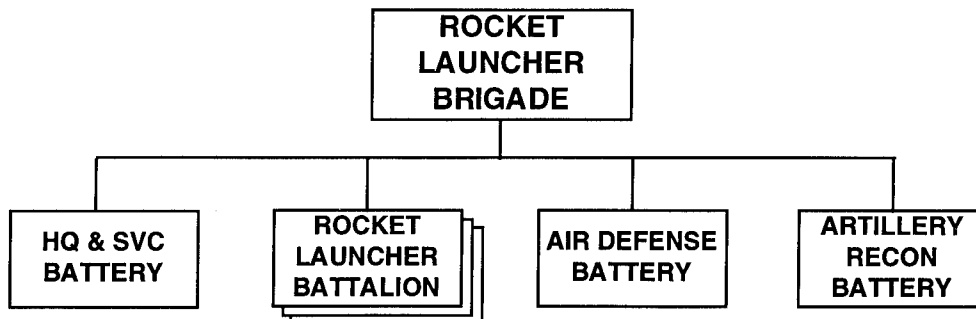 ROCKET
LAUNCHER
BRIGADE
HQ & SVC
BATTERY
ROCKET
LAUNCHER
BATTALION
AIR DEFENSE
BATTERY
ARTILLERY
RECON
BATTERY